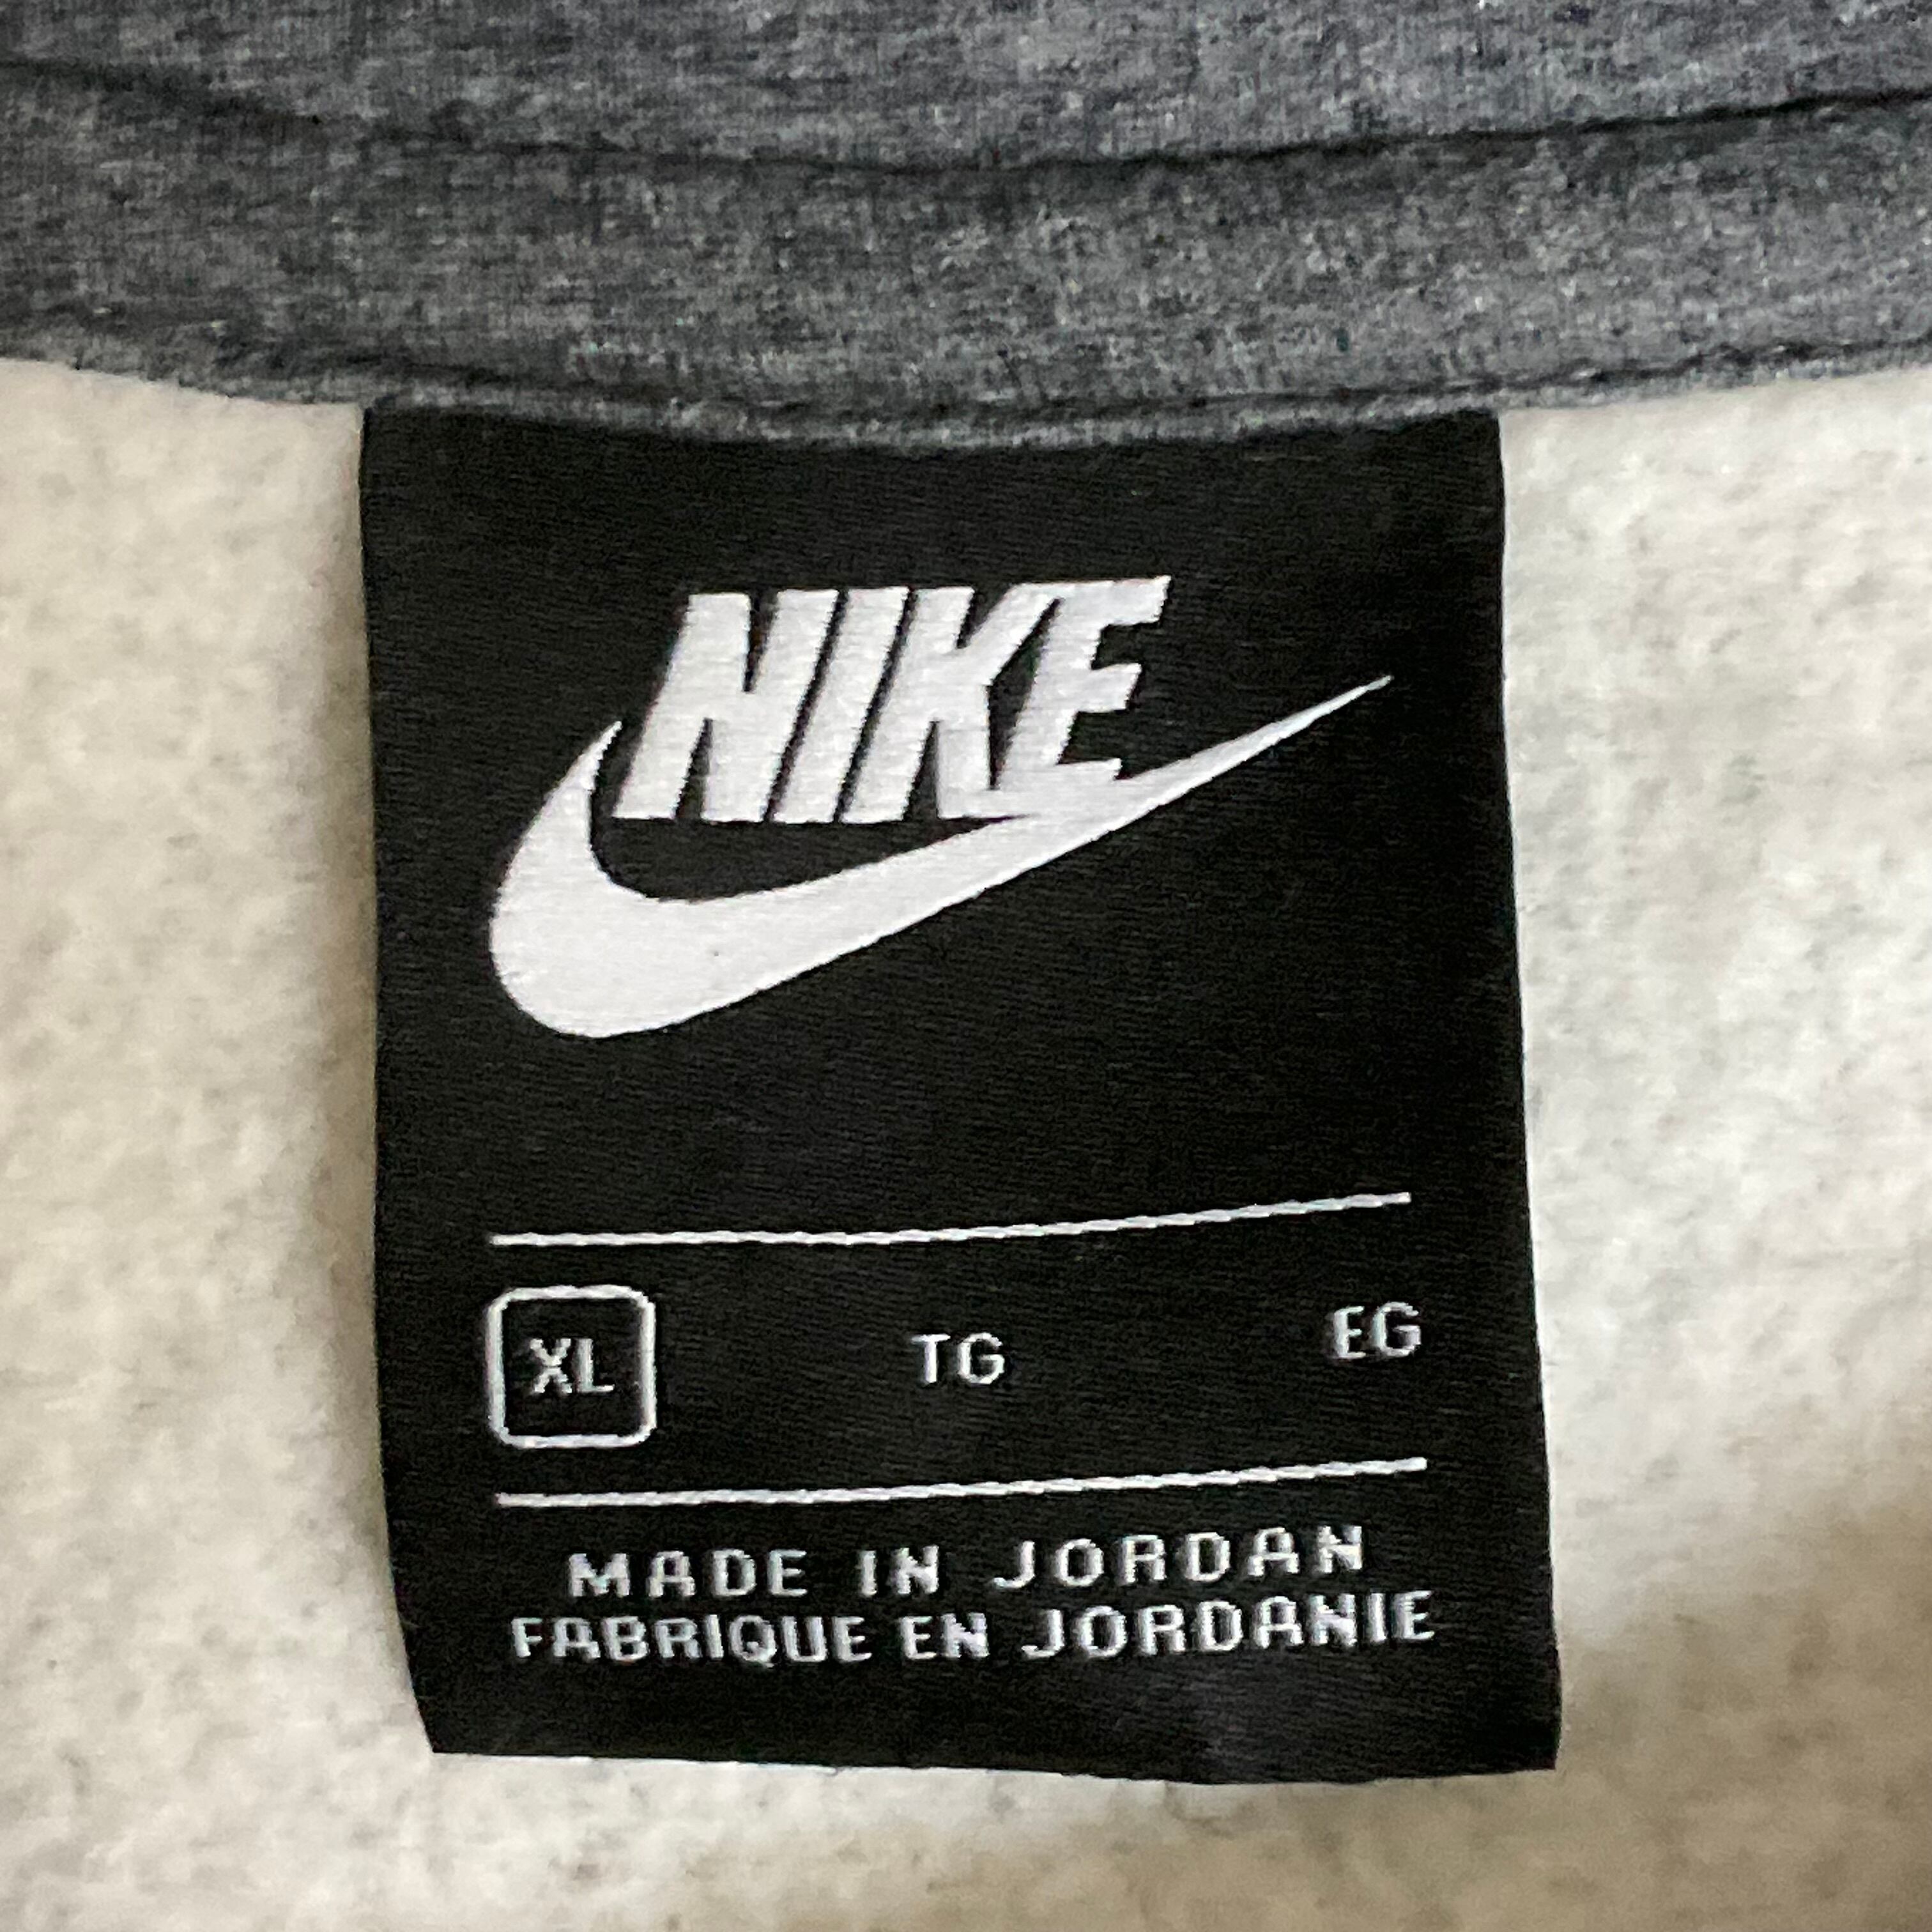 NIKE
XL TG EG
MADE IN JORDAN
FABRIQUE EN JORDANIE